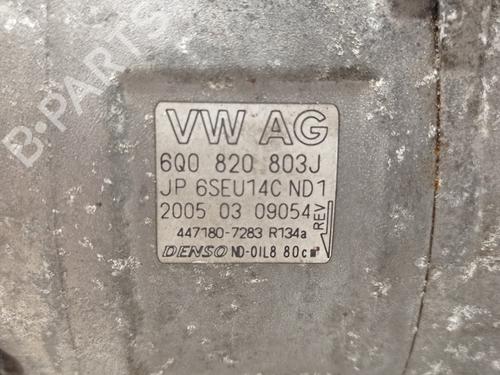 B-PARTS
VW AG
6Q0 820 803J
JP 6SEU14C ND1
2005 03 09054
REV
447180-7283 R134a
DENSO ND-OIL8 80cm³